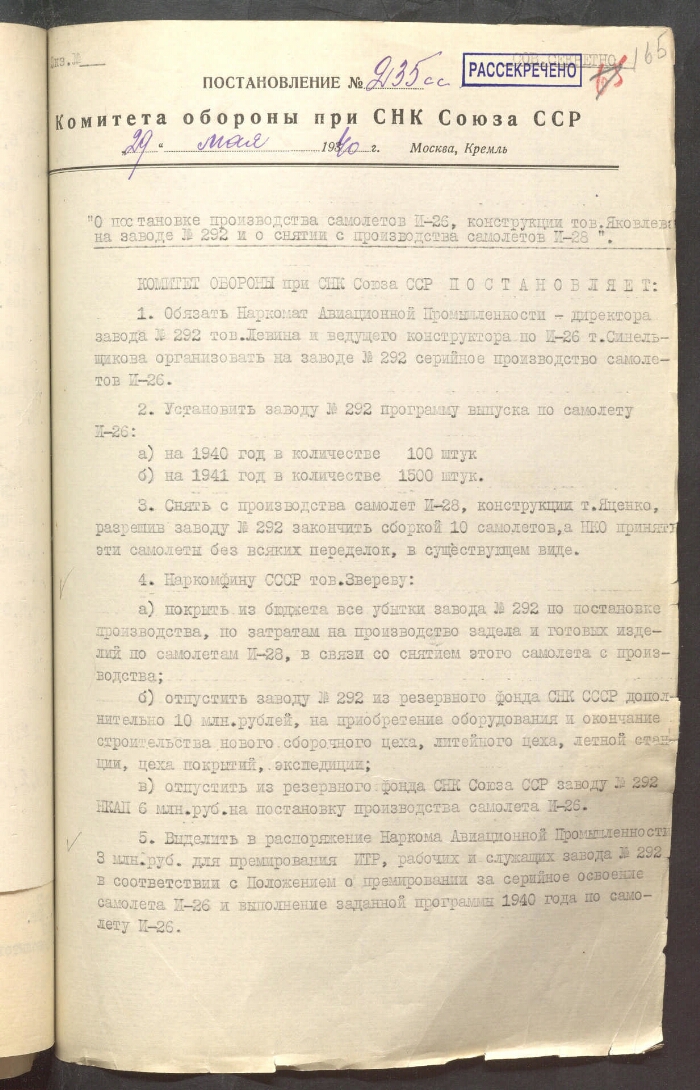 Экз.№ СОВ.СЕКРЕТНО 165
65
РАССЕКРЕЧЕНО
ПОСТАНОВЛЕНИЕ № 235сс
Комитета обороны при СНК Союза ССР
29 " мая 1940 г. Москва, Кремль
"О постановке производства самолетов И-26, конструкции тов.Яковлева
на заводе № 292 и о снятии с производства самолетов И-28 ".
КОМИТЕТ ОБОРОНЫ при СНК Союза ССР П О С Т А Н О В Л Я Е Т:
1. Обязать Наркомат Авиационной Промышленности - директора
завода № 292 тов.Левина и ведущего конструктора по И-26 т.Синель-
щикова организовать на заводе № 292 серийное производство самоле-
тов И-26.
2. Установить заводу № 292 программу выпуска по самолету
И-26:
а) на 1940 год в количестве 100 штук
б) на 1941 год в количестве 1500 штук.
3. Снять с производства самолет И-28, конструкции т.Яценко,
разрешив заводу № 292 закончить сборкой 10 самолетов,а НКО принять
эти самолеты без всяких переделок, в существующем виде.
4. Наркомфину СССР тов.Звереву:
а) покрыть из бюджета все убытки завода № 292 по постановке
производства, по затратам на производство задела и готовых изде-
лий по самолетам И-28, в связи со снятием этого самолета с произ-
водства;
б) отпустить заводу № 292 из резервного фонда СНК СССР допол-
нительно 10 млн.рублей, на приобретение оборудования и окончание
строительства нового сборочного цеха, литейного цеха, летной стан-
ции, цеха покрытий, экспедиции;
в) отпустить из резервного фонда СНК Союза ССР заводу № 292
НКАП 6 млн.руб.на постановку производства самолета И-26.
5. Выделить в распоряжение Наркома Авиационной Промышленности
3 млн.руб. для премирования ИТР, рабочих и служащих завода № 292
в соответствии с Положением о премировании за серийное освоение
самолета И-26 и выполнение заданной программы 1940 года по само-
лету И-26.